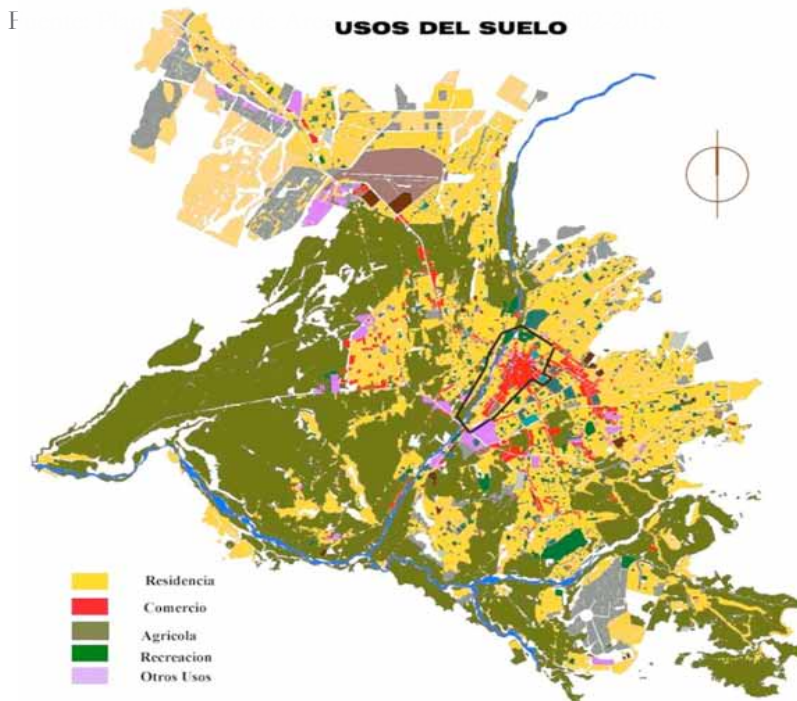 USOS DEL SUELO
Residencia
Comercio
Agricola
Recreacion
Otros Usos